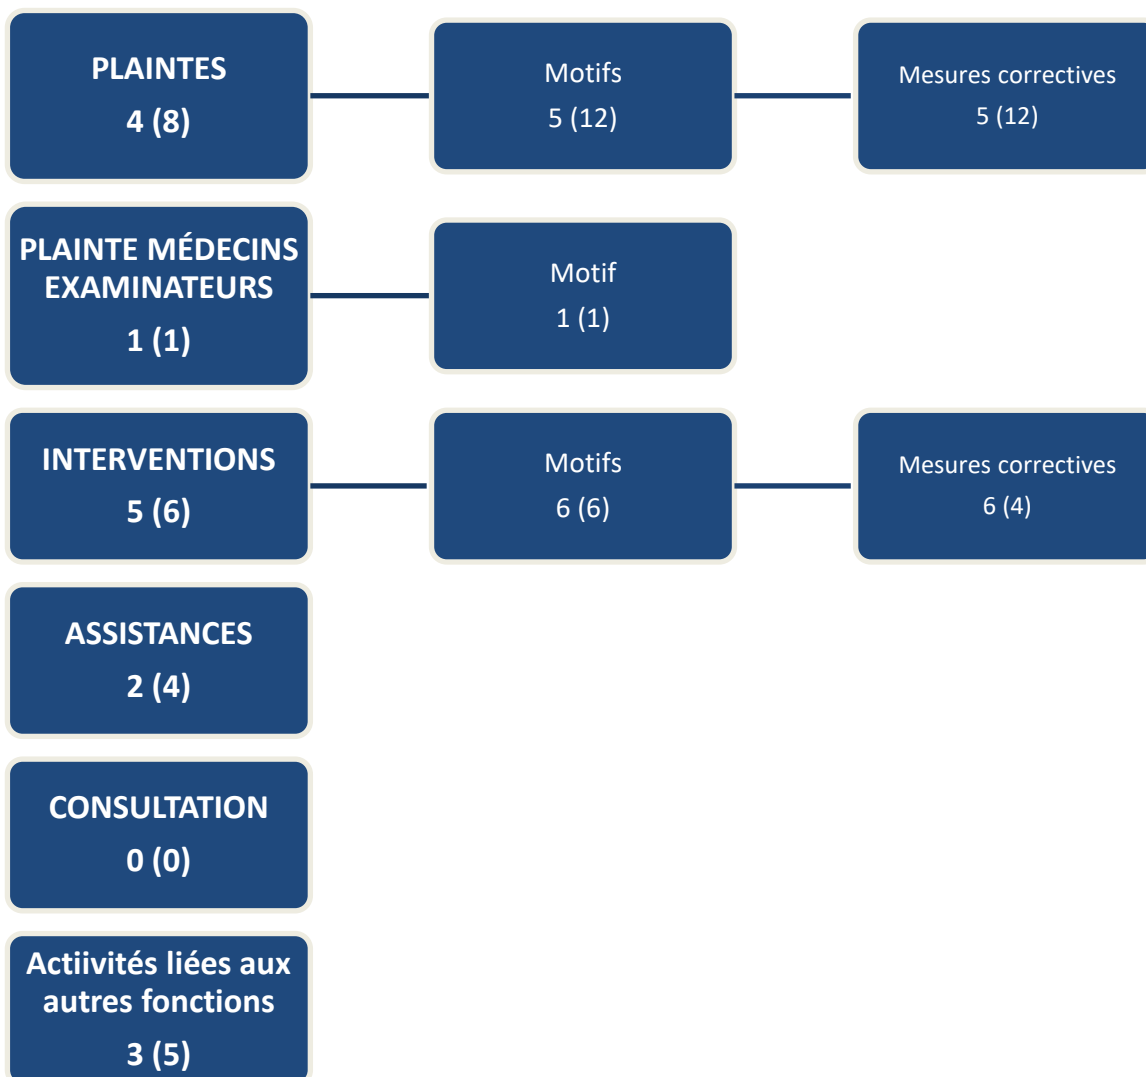 PLAINTES
4 (8)
Motifs
5 (12)
Mesures correctives
5 (12)
PLAINTE MÉDECINS
EXAMINATEURS
1 (1)
Motif
1 (1)
INTERVENTIONS
5 (6)
Motifs
6 (6)
Mesures correctives
6 (4)
ASSISTANCES
2 (4)
CONSULTATION
0 (0)
Actiivités liées aux
autres fonctions
3 (5)